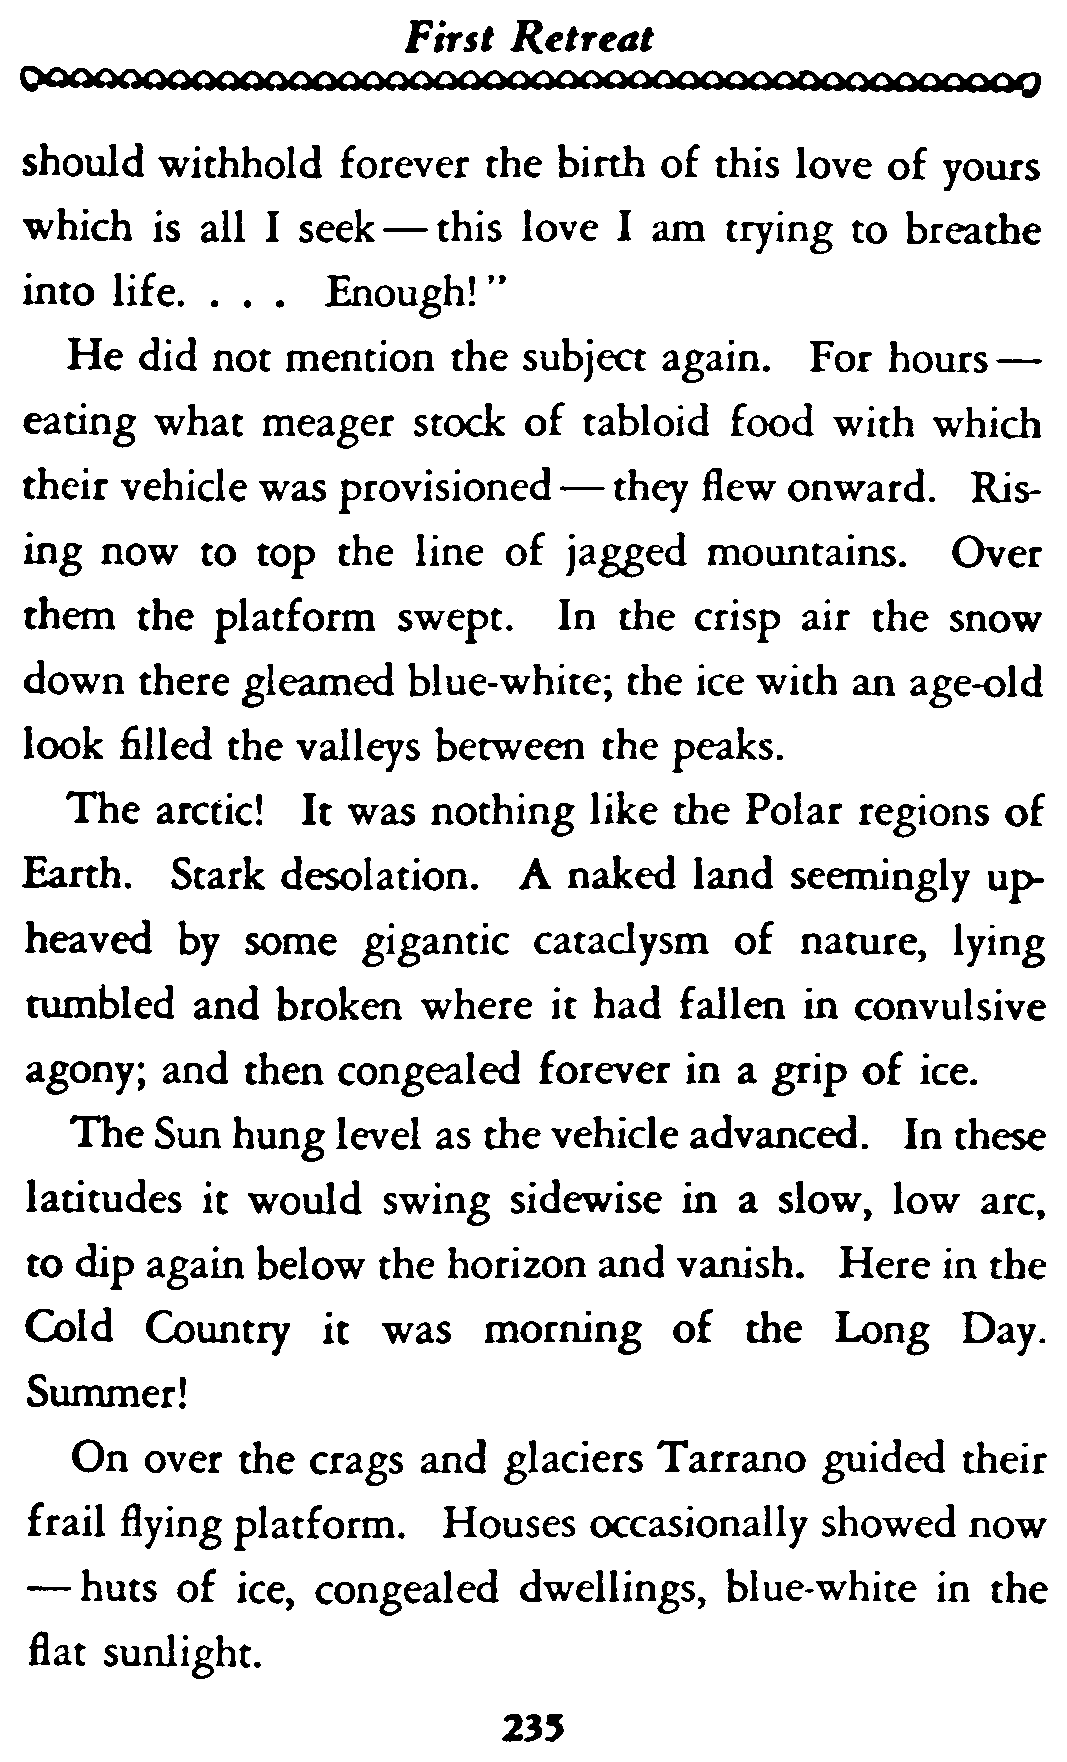 First Retreat
should withhold forever the birth of this love of yours
which is all I seek — this love I am trying to breathe
into life. . . . Enough! ”
He did not mention the subject again. For hours —
eating what meager stock of tabloid food with which
their vehicle was provisioned — they flew onward. Ris-
ing now to top the line of jagged mountains. Over
them the platform swept. In the crisp air the snow
down there gleamed blue-white; the ice with an age-old
look filled the valleys between the peaks.
The arctic! It was nothing like the Polar regions of
Earth. Stark desolation. A naked land seemingly up-
heaved by some gigantic cataclysm of nature, lying
tumbled and broken where it had fallen in convulsive
agony; and then congealed forever in a grip of ice.
The Sun hung level as the vehicle advanced. In these
latitudes it would swing sidewise in a slow, low arc,
to dip again below the horizon and vanish. Here in the
Cold Country it was morning of the Long Day.
Summer!
On over the crags and glaciers Tarrano guided their
frail flying platform. Houses occasionally showed now
— huts of ice, congealed dwellings, blue-white in the
flat sunlight.
235